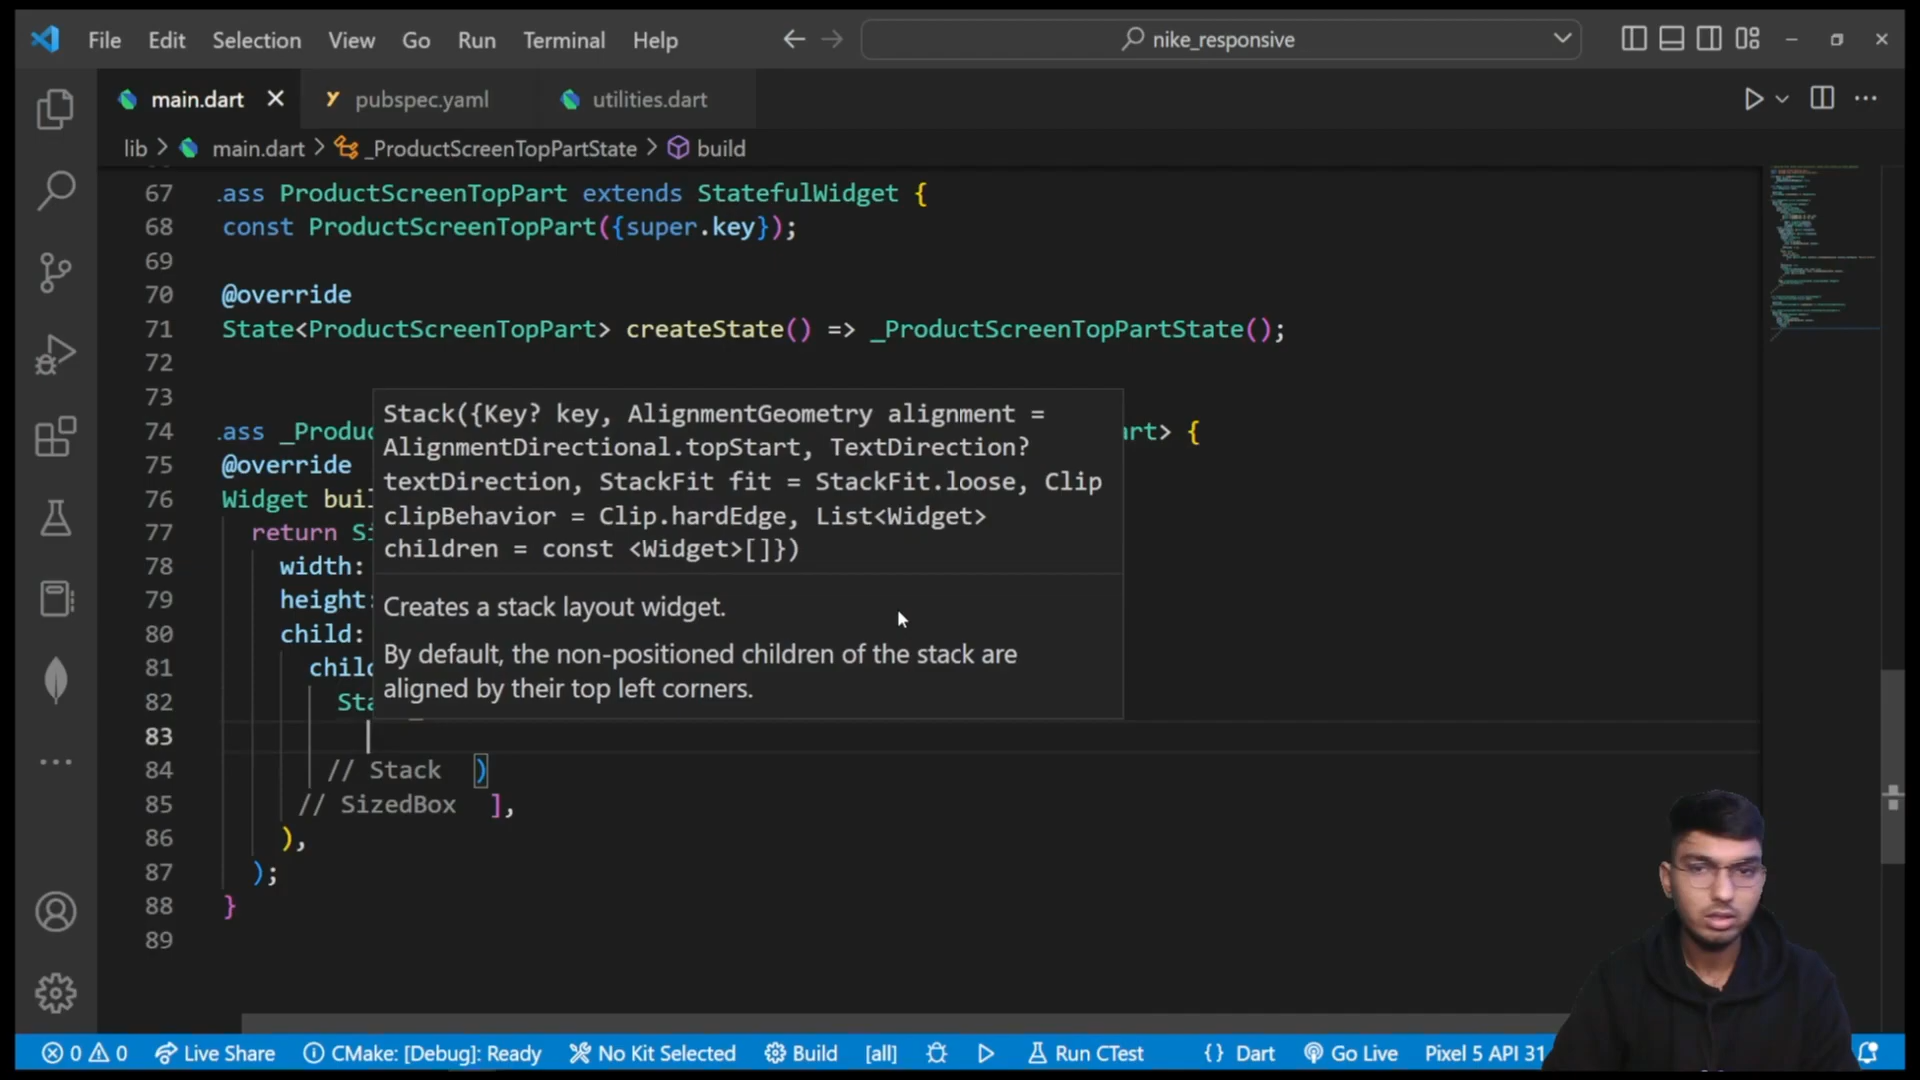 File Edit Selection View Go Run Terminal Help nike_responsive
main.dart pubspec.yaml utilities.dart
lib > main.dart > _ProductScreenTopPartState > build
67 .ass ProductScreenTopPart extends StatefulWidget {
68 const ProductScreenTopPart({super.key});
69
70 @override
71 State<ProductScreenTopPart> createState() => _ProductScreenTopPartState();
72
73
74 .ass _Produc rt> {
75 @override
76 Widget buil
77 return Si
78 width:
79 height:
80 child:
81 child
82 Sta
83
84 // Stack )
85 // SizedBox ],
86 ),
87 );
88 }
89
Stack({Key? key, AlignmentGeometry alignment =
AlignmentDirectional.topStart, TextDirection?
textDirection, StackFit fit = StackFit.loose, Clip
clipBehavior = Clip.hardEdge, List<Widget>
children = const <Widget>[]})
Creates a stack layout widget.
By default, the non-positioned children of the stack are
aligned by their top left corners.
0 0 Live Share CMake: [Debug]: Ready No Kit Selected Build [all] Run CTest {} Dart Go Live Pixel 5 API 31